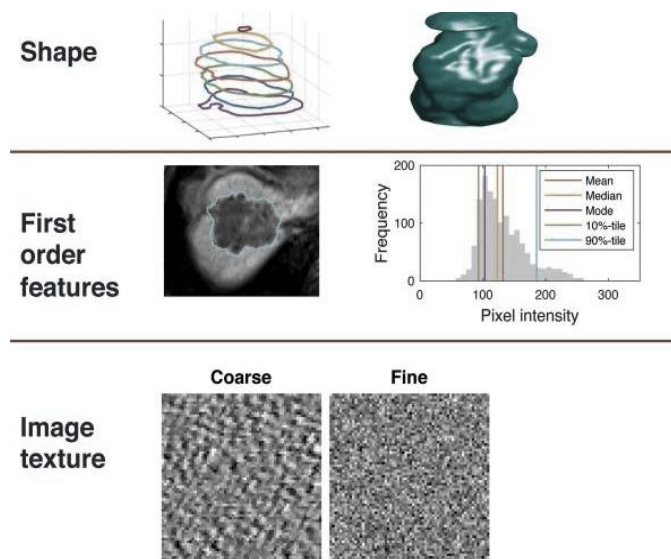 Shape
First
order
features
Frequency
200
100
0
0
100
200
300
Pixel intensity
Mean
Median
Mode
10%-tile
90%-tile
Image
texture
Coarse
Fine